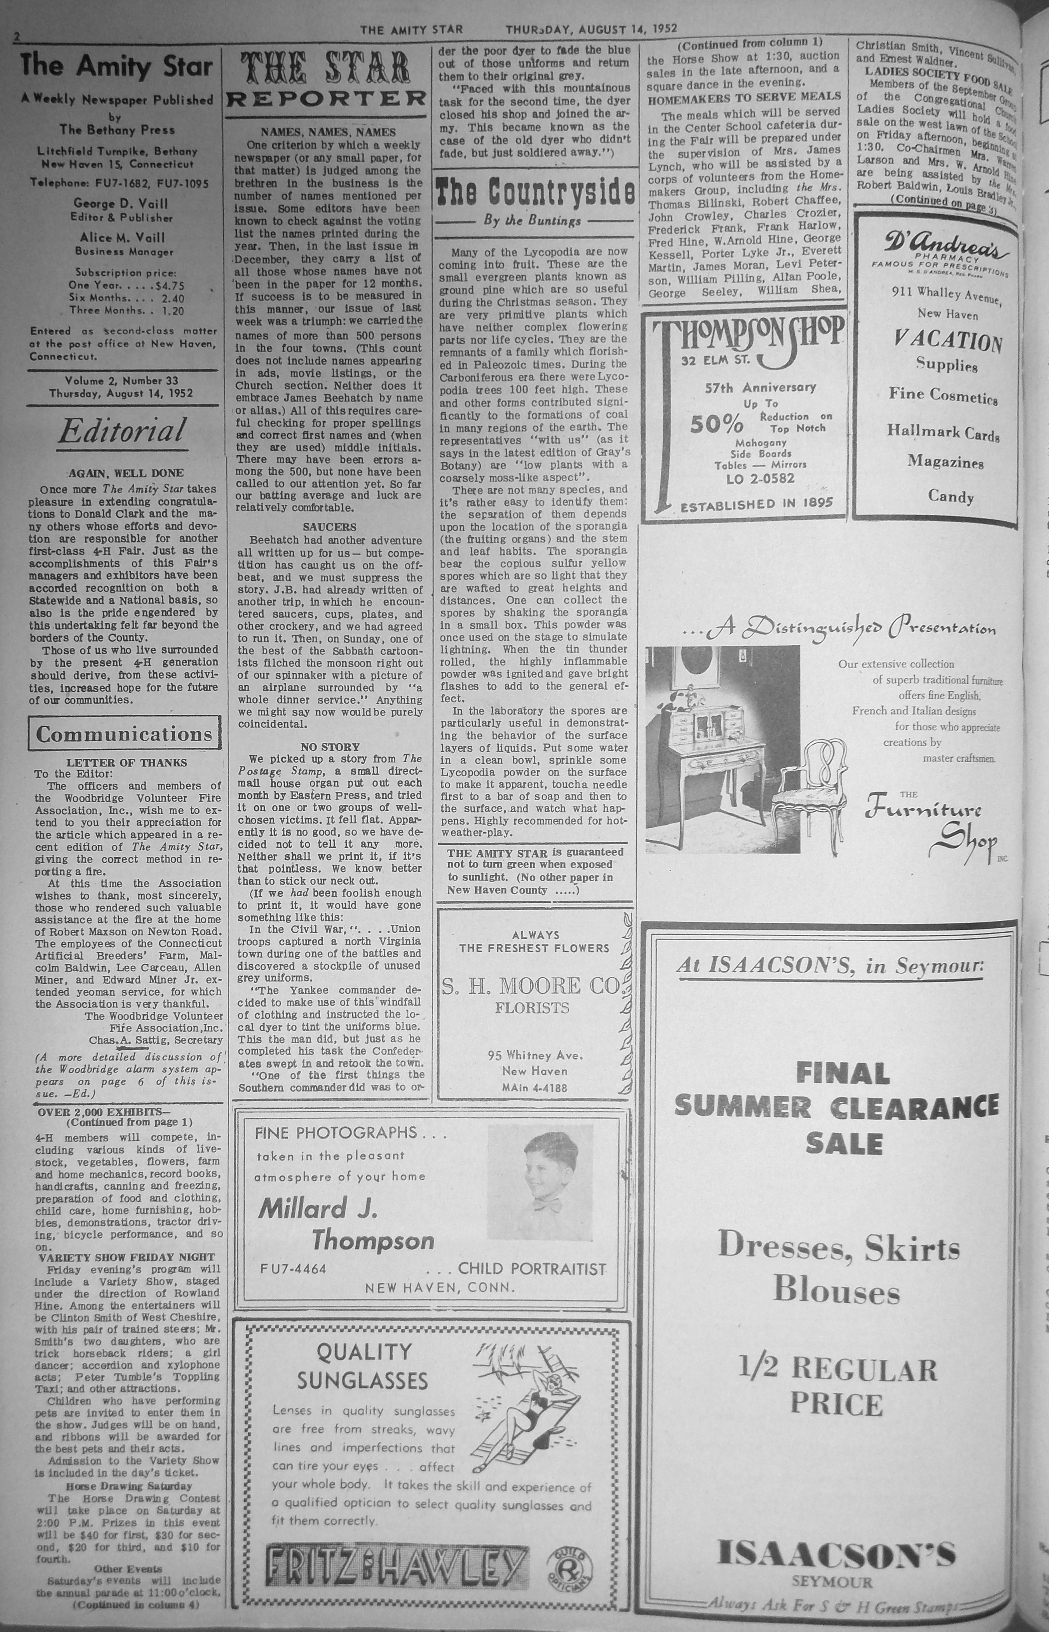 2
THE AMITY STAR THURSDAY, AUGUST 14, 1952
The Amity Star
A Weekly Newspaper Published
by
The Bethany Press
Litchfield Turnpike, Bethany
New Haven 15, Connecticut
Telephone: FU7-1682, FU7-1095
George D. Vaill
Editor & Publisher
Alice M. Vaill
Business Manager
Subscription price:
One Year. . . . .$4.75
Six Months. . . . 2.40
Three Months. . 1.20
Entered as second-class matter
at the post office at New Haven,
Connecticut.
Volume 2, Number 33
Thursday, August 14, 1952
Editorial
AGAIN, WELL DONE
Once more The Amity Star takes
pleasure in extending congratula-
tions to Donald Clark and the ma-
ny others whose efforts and devo-
tion are responsible for another
first-class 4-H Fair. Just as the
accomplishments of this Fair's
managers and exhibitors have been
accorded recognition on both a
Statewide and a National basis, so
also is the pride engendered by
this undertaking felt far beyond the
borders of the County.
Those of us who live surrounded
by the present 4-H generation
should derive, from these activi-
ties, increased hope for the future
of our communities.
Communications
LETTER OF THANKS
To the Editor:
The officers and members of
the Woodbridge Volunteer Fire
Association, Inc., wish me to ex-
tend to you their appreciation for
the article which appeared in a re-
cent edition of The Amity Star,
giving the correct method in re-
porting a fire.
At this time the Association
wishes to thank, most sincerely,
those who rendered such valuable
assistance at the fire at the home
of Robert Maxson on Newton Road.
The employees of the Connecticut
Artificial Breeders' Farm, Mal-
colm Baldwin, Lee Carceau, Allen
Miner, and Edward Miner Jr. ex-
tended yeoman service, for which
the Association is very thankful.
The Woodbridge Volunteer
Fire Association,Inc.
Chas.A. Sattig, Secretary
(A more detailed discussion of
the Woodbridge alarm system ap-
pears on page 6 of this is-
sue. —Ed.)
OVER 2,000 EXHIBITS—
(Continued from page 1)
4-H members will compete, in-
cluding various kinds of live-
stock, vegetables, flowers, farm
and home mechanics, record books,
handicrafts, canning and freezing,
preparation of food and clothing,
child care, home furnishing, hob-
bies, demonstrations, tractor driv-
ing, bicycle performance, and so
on.
VARIETY SHOW FRIDAY NIGHT
Friday evening's program will
include a Variety Show, staged
under the direction of Rowland
Hine. Among the entertainers will
be Clinton Smith of West Cheshire,
with his pair of trained steers; Mr.
Smith's two daughters, who are
trick horseback riders; a girl
dancer; accordion and xylophone
acts; Peter Tumble's Toppling
Taxi; and other attractions.
Children who have performing
pets are invited to enter them in
the show. Judges will be on hand,
and ribbons will be awarded for
the best pets and their acts.
Admission to the Variety Show
is included in the day's ticket.
Horse Drawing Saturday
The Horse Drawing Contest
will take place on Saturday at
2:00 P.M. Prizes in this event
will be $40 for first, $30 for sec-
ond, $20 for third, and $10 for
fourth.
Other Events
Saturday's events will include
the annual parade at 11:00 o'clock,
(Continued in column 4)
THE STAR
REPORTER
NAMES, NAMES, NAMES
One criterion by which a weekly
newspaper (or any small paper, for
that matter) is judged among the
brethren in the business is the
number of names mentioned per
issue. Some editors have been
known to check against the voting
list the names printed during the
year. Then, in the last issue in
December, they carry a list of
all those whose names have not
been in the paper for 12 months.
If success is to be measured in
this manner, our issue of last
week was a triumph: we carried the
names of more than 500 persons
in the four towns. (This count
does not include names appearing
in ads, movie listings, or the
Church section. Neither does it
embrace James Beehatch by name
or alias.) All of this requires care-
ful checking for proper spellings
and correct first names and (when
they are used) middle initials.
There may have been errors a-
mong the 500, but none have been
called to our attention yet. So far
our batting average and luck are
relatively comfortable.
SAUCERS
Beehatch had another adventure
all written up for us — but compe-
tition has caught us on the off-
beat, and we must suppress the
story. J.B. had already written of
another trip, in which he encoun-
tered saucers, cups, plates, and
other crockery, and we had agreed
to run it. Then, on Sunday, one of
the best of the Sabbath cartoon-
ists filched the monsoon right out
of our spinnaker with a picture of
an airplane surrounded by "a
whole dinner service." Anything
we might say now would be purely
coincidental.
NO STORY
We picked up a story from The
Postage Stamp, a small direct-
mail house organ put out each
month by Eastern Press, and tried
it on one or two groups of well-
chosen victims. It fell flat. Appar-
ently it is no good, so we have de-
cided not to tell it any more.
Neither shall we print it, if it's
that pointless. We know better
than to stick our neck out.
(If we had been foolish enough
to print it, it would have gone
something like this:
In the Civil War,". . . .Union
troops captured a north Virginia
town during one of the battles and
discovered a stockpile of unused
grey uniforms.
"The Yankee commander de-
cided to make use of this windfall
of clothing and instructed the lo-
cal dyer to tint the uniforms blue.
This the man did, but just as he
completed his task the Confeder-
ates swept in and retook the town.
"One of the first things the
Southern commander did was to or-
der the poor dyer to fade the blue
out of those uniforms and return
them to their original grey.
"Faced with this mountainous
task for the second time, the dyer
closed his shop and joined the ar-
my. This became known as the
case of the old dyer who didn't
fade, but just soldiered away.")
The Countryside
By the Buntings
Many of the Lycopodia are now
coming into fruit. These are the
small evergreen plants known as
ground pine which are so useful
during the Christmas season. They
are very primitive plants which
have neither complex flowering
parts nor life cycles. They are the
remnants of a family which florish-
ed in Paleozoic times. During the
Carboniferous era there were Lyco-
podia trees 100 feet high. These
and other forms contributed signi-
ficantly to the formations of coal
in many regions of the earth. The
representatives "with us" (as it
says in the latest edition of Gray's
Botany) are "low plants with a
coarsely moss-like aspect".
There are not many species, and
it's rather easy to identify them:
the separation of them depends
upon the location of the sporangia
(the fruiting organs) and the stem
and leaf habits. The sporangia
bear the copious sulfur yellow
spores which are so light that they
are wafted to great heights and
distances. One can collect the
spores by shaking the sporangia
in a small box. This powder was
once used on the stage to simulate
lightning. When the tin thunder
rolled, the highly inflammable
powder was ignited and gave bright
flashes to add to the general ef-
fect.
In the laboratory the spores are
particularly useful in demonstrat-
ing the behavior of the surface
layers of liquids. Put some water
in a clean bowl, sprinkle some
Lycopodia powder on the surface
to make it apparent, touch a needle
first to a bar of soap and then to
the surface, and watch what hap-
pens. Highly recommended for hot-
weather-play.
THE AMITY STAR is guaranteed
not to turn green when exposed
to sunlight. (No other paper in
New Haven County .....)
ALWAYS
THE FRESHEST FLOWERS
S. H. MOORE CO.
FLORISTS
95 Whitney Ave.
New Haven
MAin 4-4188
FINE PHOTOGRAPHS . . .
taken in the pleasant
atmosphere of your home
Millard J.
Thompson
FU7-4464 . . . CHILD PORTRAITIST
NEW HAVEN, CONN.
QUALITY
SUNGLASSES
Lenses in quality sunglasses
are free from streaks, wavy
lines and imperfections that
can tire your eyes . . . affect
your whole body. It takes the skill and experience of
a qualified optician to select quality sunglasses and
fit them correctly.
FRITZ & HAWLEY
GUILD
OPTICIANS
(Continued from column 1)
the Horse Show at 1:30, auction
sales in the late afternoon, and a
square dance in the evening.
HOMEMAKERS TO SERVE MEALS
The meals which will be served
in the Center School cafeteria dur-
ing the Fair will be prepared under
the supervision of Mrs. James
Lynch, who will be assisted by a
corps of volunteers from the Home-
makers Group, including the Mrs.
Thomas Bilinski, Robert Chaffee,
John Crowley, Charles Crozier,
Frederick Frank, Frank Harlow,
Fred Hine, W.Arnold Hine, George
Kessell, Porter Lyke Jr., Everett
Martin, James Moran, Levi Peter-
son, William Pilling, Allan Poole,
George Seeley, William Shea,
Christian Smith, Vincent Sullivan,
and Ernest Waldner.
LADIES SOCIETY FOOD SALE
Members of the September Group
of the Congregational Church
Ladies Society will hold a food
sale on the west lawn of the School
on Friday afternoon, beginning at
1:30. Co-Chairmen Mrs. Warren
Larson and Mrs. W. Arnold Hine
are being assisted by the Mrs.
Robert Baldwin, Louis Bradley Jr.,
(Continued on page 3)
THOMPSON SHOP
32 ELM ST.
57th Anniversary
Up To
50% Reduction on
Top Notch
Mahogany
Side Boards
Tables — Mirrors
LO 2-0582
ESTABLISHED IN 1895
D'Andrea's
PHARMACY
FAMOUS FOR PRESCRIPTIONS
911 Whalley Avenue,
New Haven
VACATION
Supplies
Fine Cosmetics
Hallmark Cards
Magazines
Candy
...A Distinguished Presentation
Our extensive collection
of superb traditional furniture
offers fine English,
French and Italian designs
for those who appreciate
creations by
master craftsmen.
THE
Furniture
Shop INC.
At ISAACSON'S, in Seymour:
FINAL
SUMMER CLEARANCE
SALE
Dresses, Skirts
Blouses
1/2 REGULAR
PRICE
ISAACSON'S
SEYMOUR
Always Ask For S & H Green Stamps